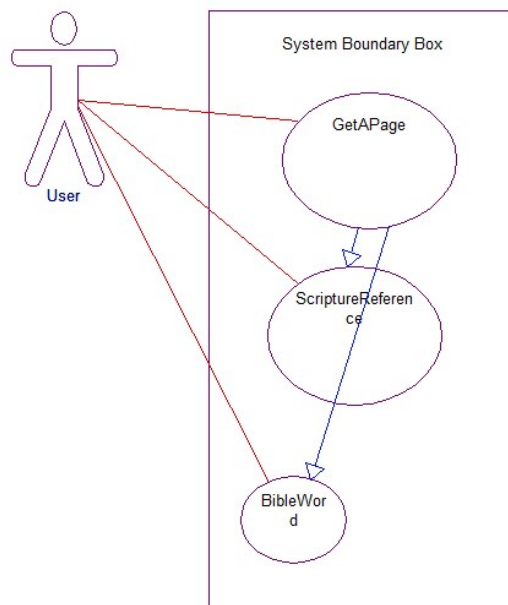 System Boundary Box
GetAPage
User
ScriptureReferen
ce
BibleWor
d